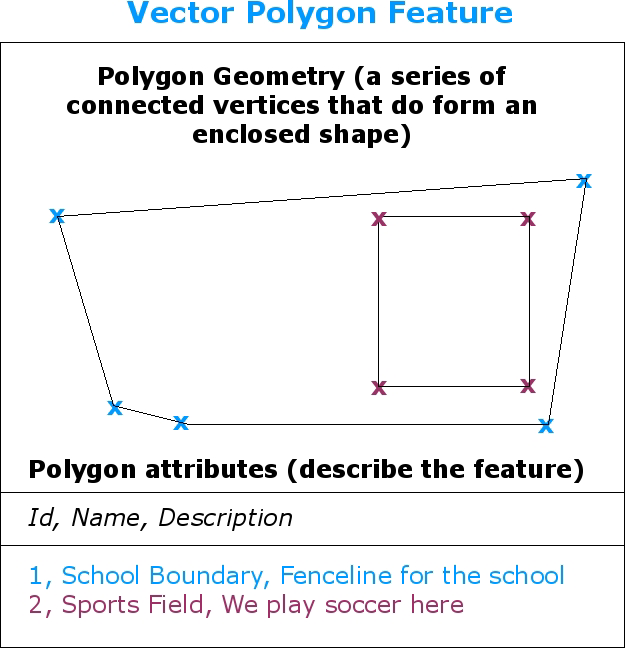 Vector Polygon Feature
Polygon Geometry (a series of
connected vertices that do form an
enclosed shape)
x
x
x
x
x
x
x
x
x
Polygon attributes (describe the feature)
Id, Name, Description
1, School Boundary, Fenceline for the school
2, Sports Field, We play soccer here